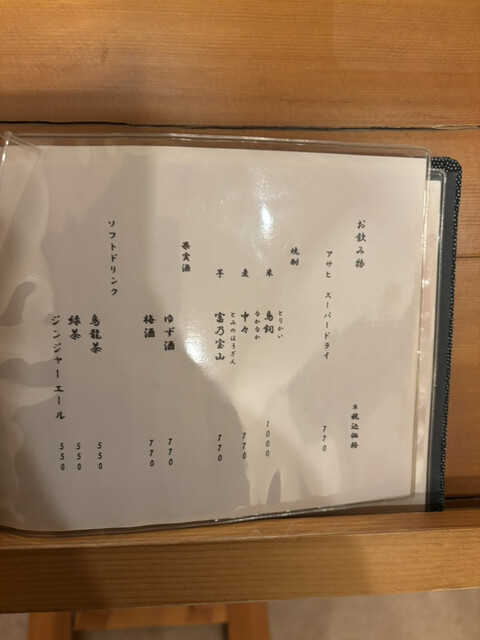 お飲み物
※税込価格
アサヒ スーパードライ 770
焼酎
米 鳥飼 とりかい 1000
麦 中々 なかなか 770
芋 富乃宝山 とみのほうざん 770
果実酒
ゆず酒 770
梅酒 770
ソフトドリンク
烏龍茶 550
緑茶 550
ジンジャーエール 550